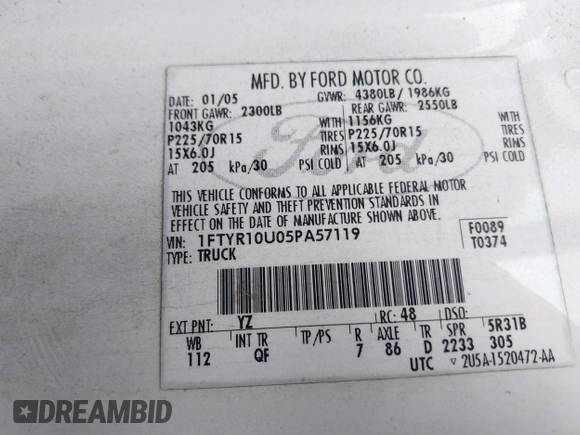 MFD. BY FORD MOTOR CO.
DATE: 01/05 GVWR: 4380LB/ 1986KG
FRONT GAWR: 2300LB REAR GAWR: 2550LB
1043KG 1156KG
P225/70R15 TIRES P225/70R15 TIRES
15X6.0J RIMS 15X6.0J RIMS
AT 205 kPa/30 PSI COLD AT 205 kPa/30 PSI COLD
Ford
THIS VEHICLE CONFORMS TO ALL APPLICABLE FEDERAL MOTOR
VEHICLE SAFETY AND THEFT PREVENTION STANDARDS IN
EFFECT ON THE DATE OF MANUFACTURE SHOWN ABOVE.
VIN: 1FTYR10U05PA57119 F0089
TYPE: TRUCK T0374
EXT PNT: YZ RC: 48 DSO:
WB INT TR TP/PS R AXLE TR SPR 5R31B
112 QF 7 86 D 2233 305
UTC ▽2U5A-1520472-AA
DREAMBID